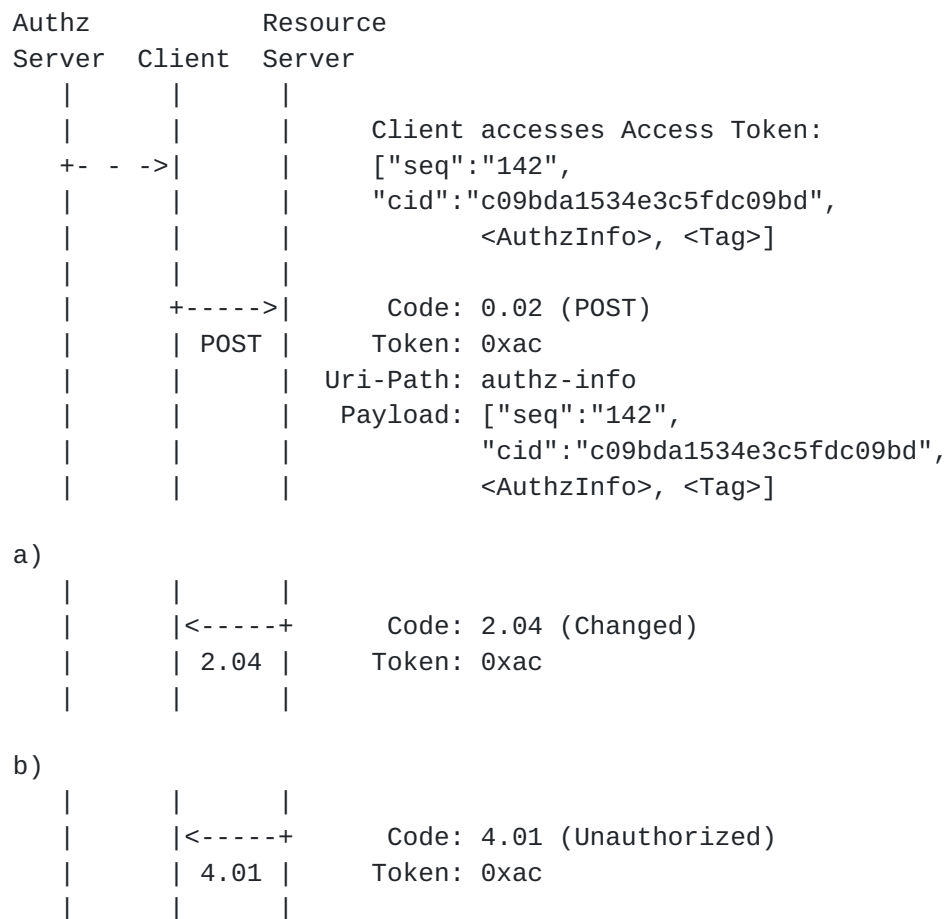 Authz           Resource
Server  Client  Server
   |      |      |
   |      |      |     Client accesses Access Token:
   +- - ->|      |     ["seq":"142",
   |      |      |     "cid":"c09bda1534e3c5fdc09bd",
   |      |      |            <AuthzInfo>, <Tag>]
   |      |      |
   |      +----->|      Code: 0.02 (POST)
   |      | POST |     Token: 0xac
   |      |      |  Uri-Path: authz-info
   |      |      |   Payload: ["seq":"142",
   |      |      |            "cid":"c09bda1534e3c5fdc09bd",
   |      |      |            <AuthzInfo>, <Tag>]
a)
   |      |      |
   |      |<-----+      Code: 2.04 (Changed)
   |      | 2.04 |     Token: 0xac
   |      |      |
b)
   |      |      |
   |      |<-----+      Code: 4.01 (Unauthorized)
   |      | 4.01 |     Token: 0xac
   |      |      |